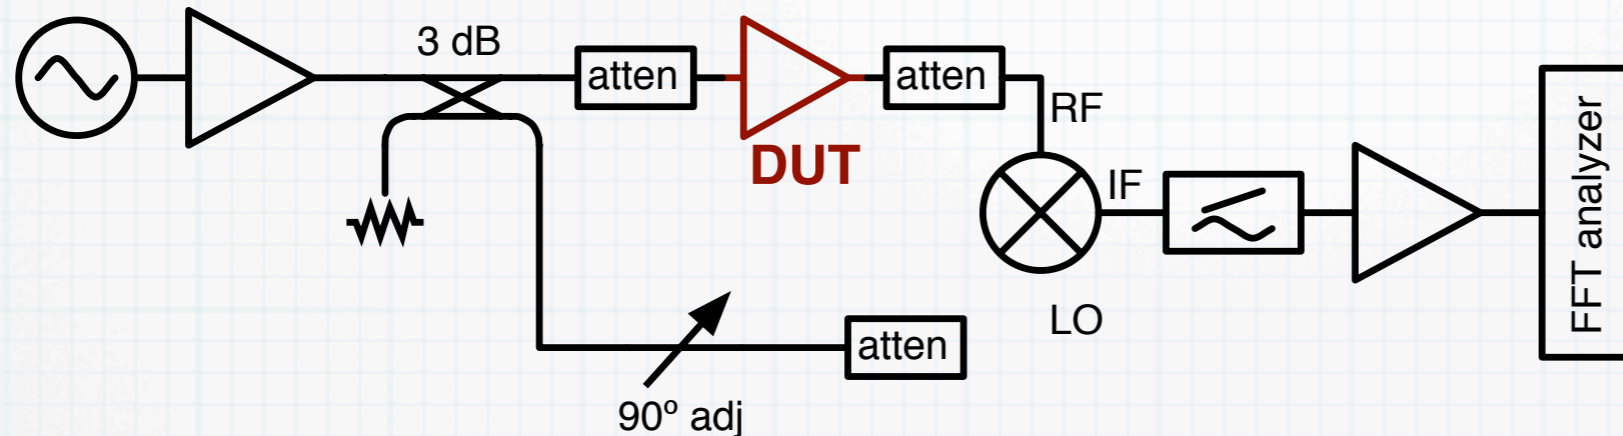 3 dB
atten
DUT
atten
RF
IF
LO
FFT analyzer
atten
90º adj